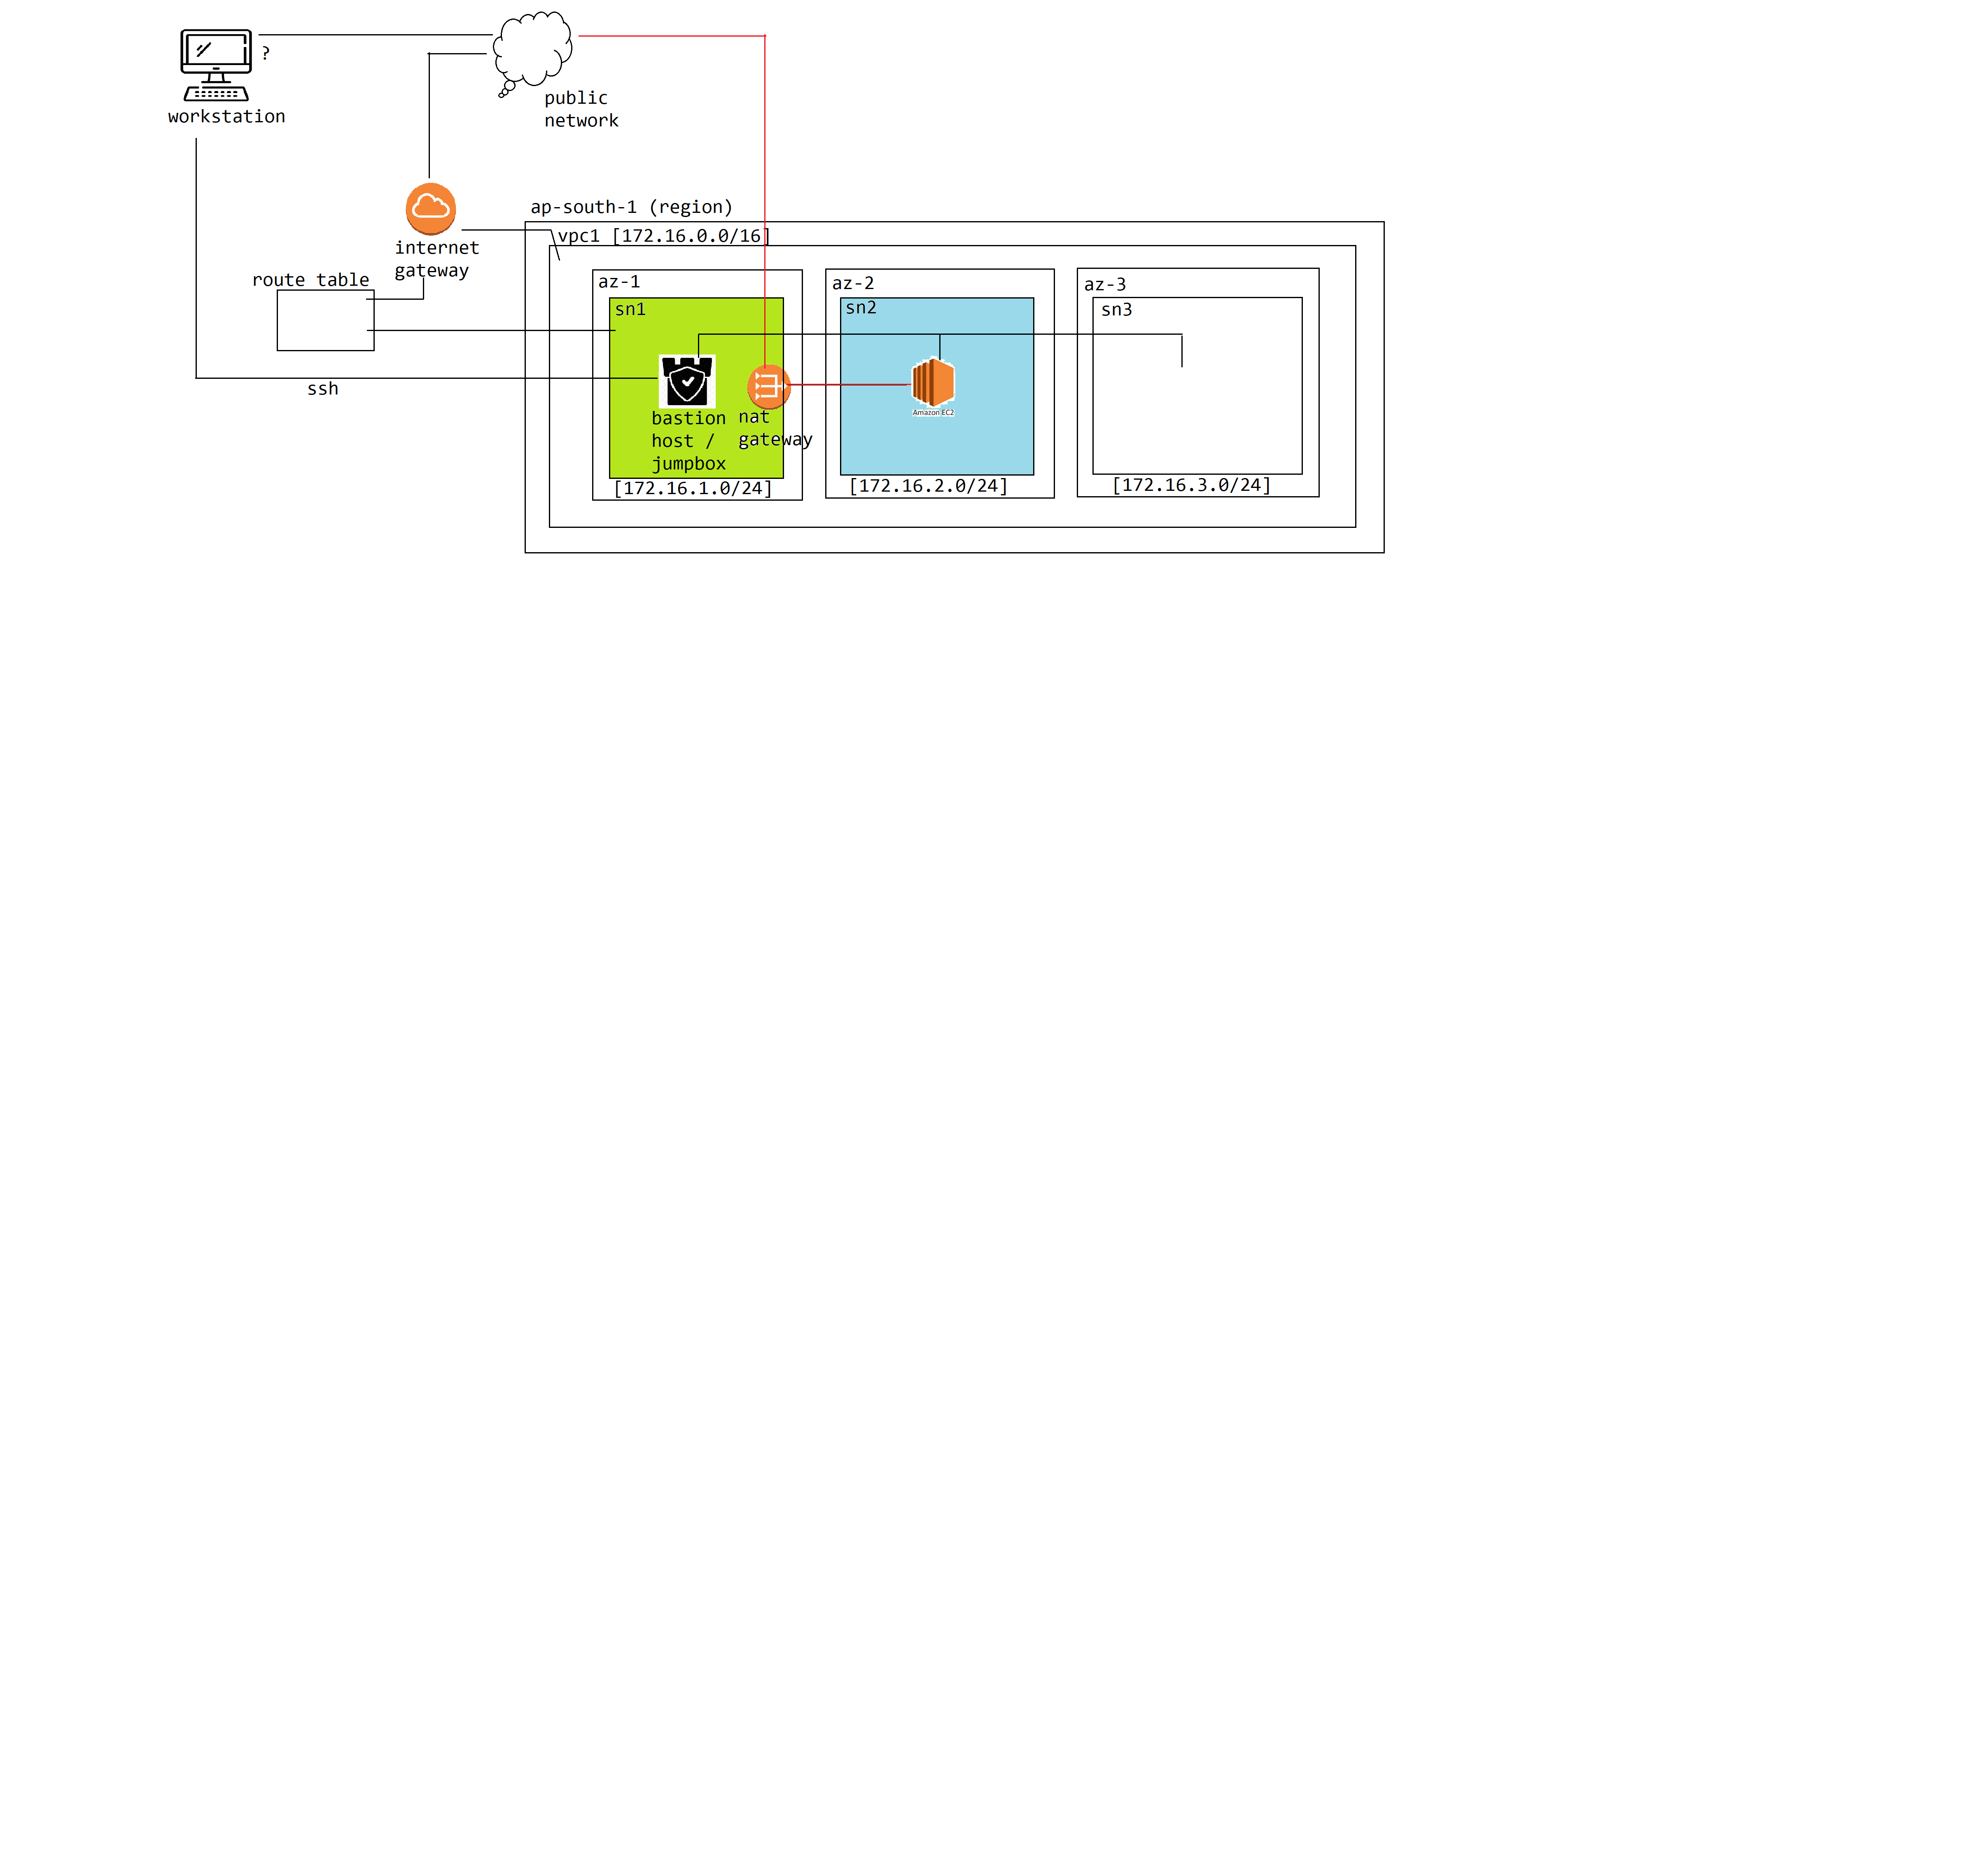 ?
workstation
public
network
ap-south-1 (region)
vpc1 [172.16.0.0/16]
internet
gateway
route table
az-1
az-2
az-3
sn1
sn2
sn3
ssh
Amazon EC2
bastion
host /
jumpbox
nat
gateway
[172.16.1.0/24]
[172.16.2.0/24]
[172.16.3.0/24]